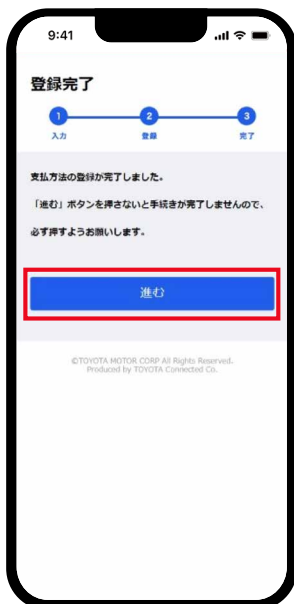 9:41
登録完了
1 2 3
入力 登録 完了
支払方法の登録が完了しました。
「進む」ボタンを押さないと手続きが完了しませんので、
必ず押すようお願いします。
進む
©TOYOTA MOTOR CORP All Rights Reserved.
Produced by TOYOTA Connected Co.